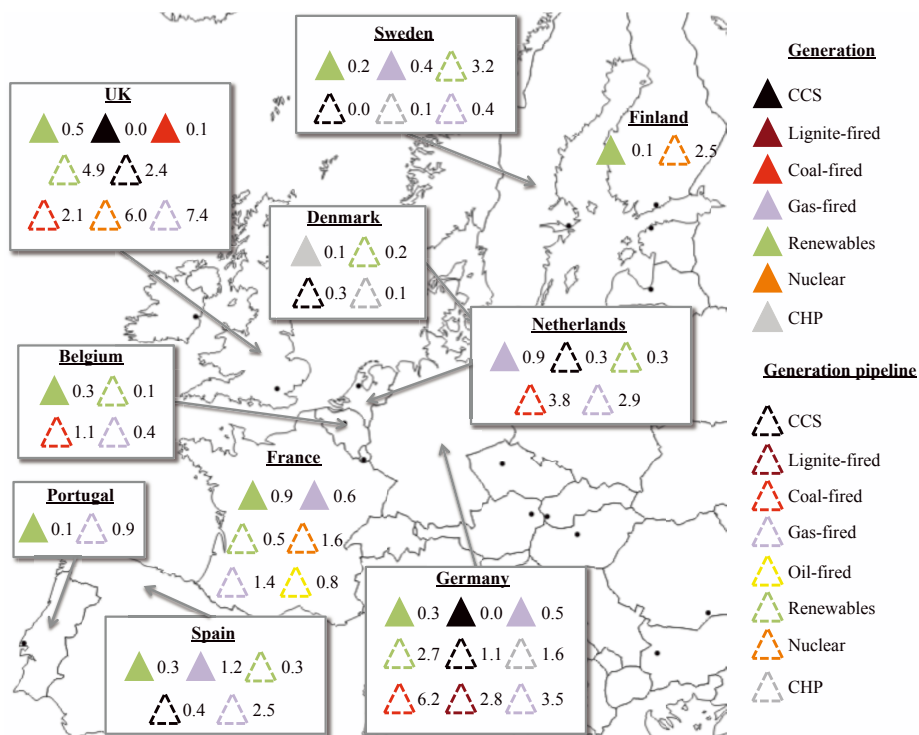 Sweden
0.2 0.4 3.2
0.0 0.1 0.4
UK
0.5 0.0 0.1
4.9 2.4
2.1 6.0 7.4
Finland
0.1 2.5
Denmark
0.1 0.2
0.3 0.1
Netherlands
0.9 0.3 0.3
3.8 2.9
Belgium
0.3 0.1
1.1 0.4
France
0.9 0.6
0.5 1.6
1.4 0.8
Portugal
0.1 0.9
Germany
0.3 0.0 0.5
2.7 1.1 1.6
6.2 2.8 3.5
Spain
0.3 1.2 0.3
0.4 2.5
Generation
CCS
Lignite-fired
Coal-fired
Gas-fired
Renewables
Nuclear
CHP
Generation pipeline
CCS
Lignite-fired
Coal-fired
Gas-fired
Oil-fired
Renewables
Nuclear
CHP